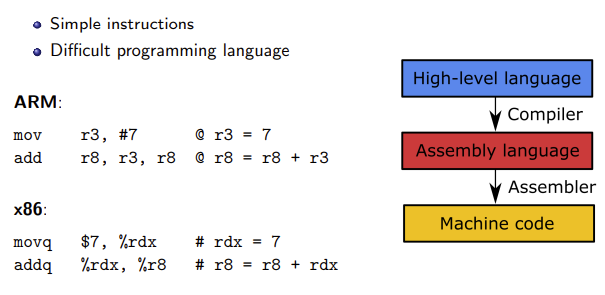 Simple instructions
Difficult programming language
ARM:
mov r3, #7 @ r3 = 7
add r8, r3, r8 @ r8 = r8 + r3
x86:
movq $7, %rdx # rdx = 7
addq %rdx, %r8 # r8 = r8 + rdx
High-level language
Compiler
Assembly language
Assembler
Machine code